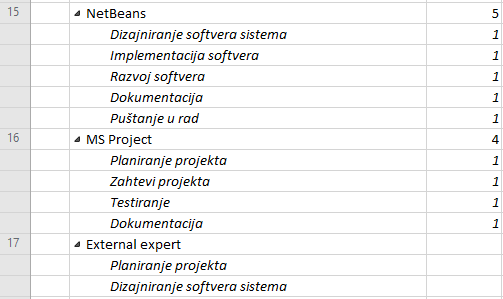 15 NetBeans 5
Dizajniranje softvera sistema 1
Implementacija softvera 1
Razvoj softvera 1
Dokumentacija 1
Puštanje u rad 1
16 MS Project 4
Planiranje projekta 1
Zahtevi projekta 1
Testiranje 1
Dokumentacija 1
17 External expert
Planiranje projekta
Dizajniranje softvera sistema